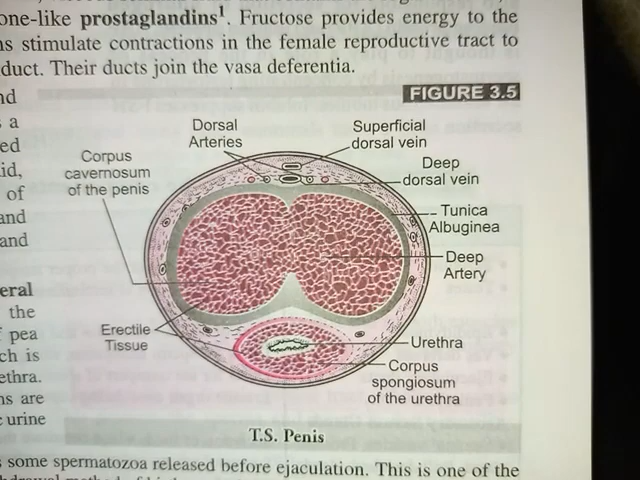 one-like prostaglandins¹. Fructose provides energy to the
ns stimulate contractions in the female reproductive tract to
duct. Their ducts join the vasa deferentia.
nd
s a
ed
id,
of
and
and
eral
the
f pea
ch is
ethra.
ns are
c urine
FIGURE 3.5
Dorsal
Arteries
Superficial
dorsal vein
Corpus
cavernosum
of the penis
Deep
dorsal vein
Tunica
Albuginea
Deep
Artery
Erectile
Tissue
Urethra
Corpus
spongiosum
of the urethra
T.S. Penis
s some spermatozoa released before ejaculation. This is one of the